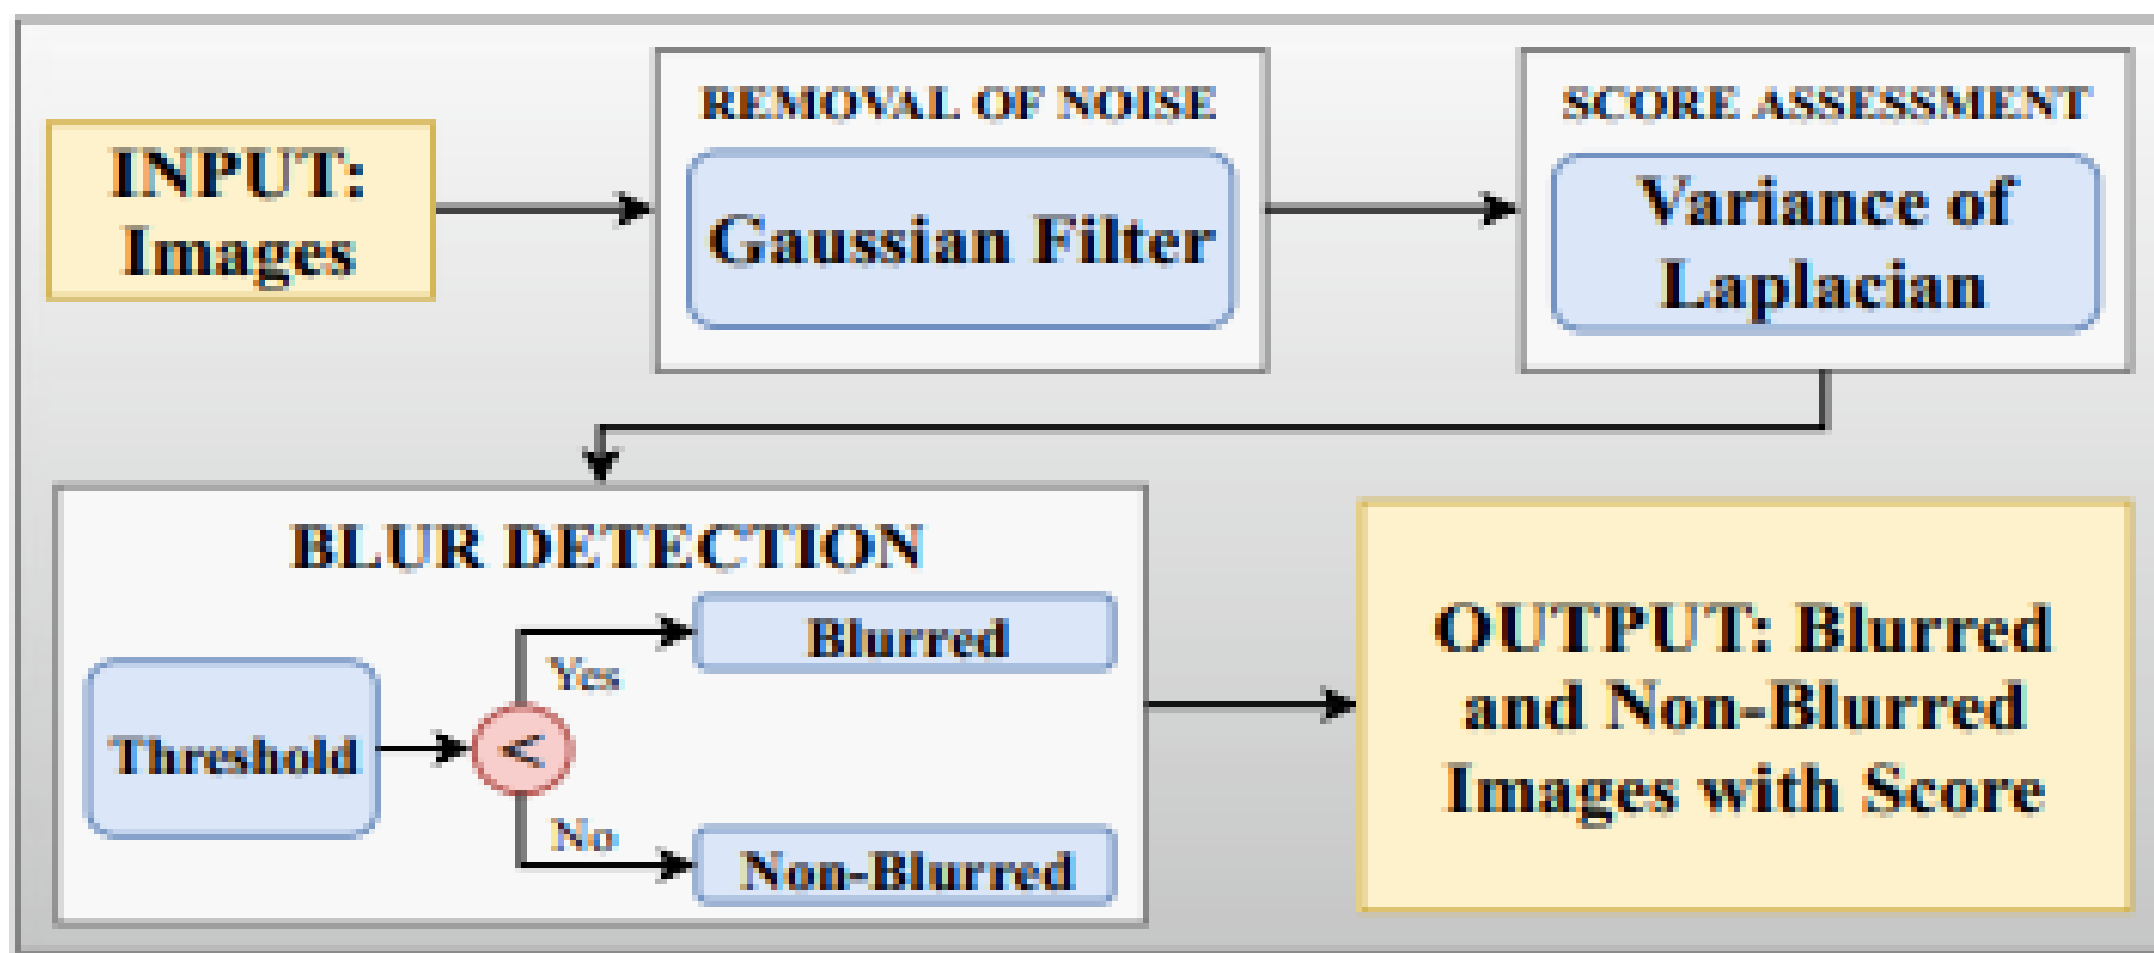 INPUT:
Images
REMOVAL OF NOISE
Gaussian Filter
SCORE ASSESSMENT
Variance of
Laplacian
BLUR DETECTION
Threshold
<
Yes
Blurred
No
Non-Blurred
OUTPUT: Blurred
and Non-Blurred
Images with Score